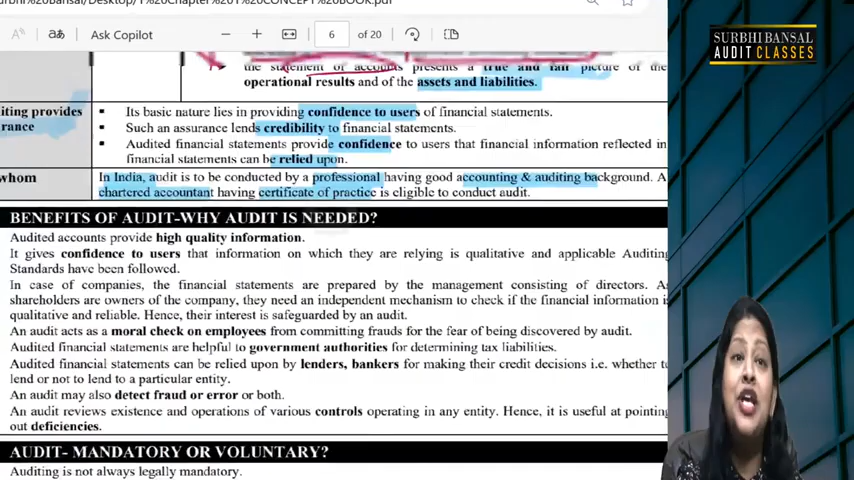 Desktop/1%20Chapter%201%20CONCEPT%20BOOK.pdf
Ask Copilot
6 of 20
SURBHI BANSAL
AUDIT CLASSES
the statement of accounts presents a true and fair picture of the
operational results and of the assets and liabilities.
▪ Its basic nature lies in providing confidence to users of financial statements.
▪ Such an assurance lends credibility to financial statements.
▪ Audited financial statements provide confidence to users that financial information reflected in
financial statements can be relied upon.
whom
In India, audit is to be conducted by a professional having good accounting & auditing background. A
chartered accountant having certificate of practice is eligible to conduct audit.
BENEFITS OF AUDIT-WHY AUDIT IS NEEDED?
Audited accounts provide high quality information.
It gives confidence to users that information on which they are relying is qualitative and applicable Auditing
Standards have been followed.
In case of companies, the financial statements are prepared by the management consisting of directors.
shareholders are owners of the company, they need an independent mechanism to check if the financial information
qualitative and reliable. Hence, their interest is safeguarded by an audit.
An audit acts as a moral check on employees from committing frauds for the fear of being discovered by audit.
Audited financial statements are helpful to government authorities for determining tax liabilities.
Audited financial statements can be relied upon by lenders, bankers for making their credit decisions i.e. whether
lend or not to lend to a particular entity.
An audit may also detect fraud or error or both.
An audit reviews existence and operations of various controls operating in any entity. Hence, it is useful at pointing
out deficiencies.
AUDIT- MANDATORY OR VOLUNTARY?
Auditing is not always legally mandatory.